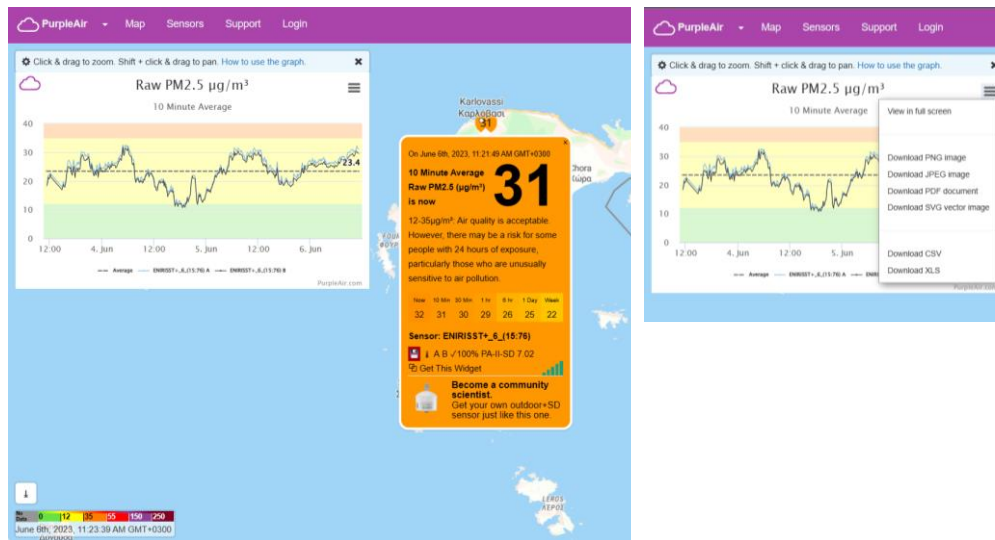 PurpleAir Map Sensors Support Login
Click & drag to zoom. Shift + click & drag to pan. How to use the graph.
Raw PM2.5 μg/m³
10 Minute Average
40
30
20
10
0
23.4
12:00 4. Jun 12:00 5. Jun 12:00 6. Jun
Average ENIRISST+_6_(15:76) A ENIRISST+_6_(15:76) B
PurpleAir.com
Karlovassi
Καρλόβασι
31
Chora
Χώρα
On June 6th, 2023, 11:21:49 AM GMT+0300
10 Minute Average
Raw PM2.5 (μg/m³)
is now
31
12-35μg/m³: Air quality is acceptable.
However, there may be a risk for some
people with 24 hours of exposure,
particularly those who are unusually
sensitive to air pollution.
Now 10 Min 30 Min 1 hr 6 hr 1 Day Week
32 31 30 29 26 25 22
Sensor: ENIRISST+_6_(15:76)
A B ✓100% PA-II-SD 7.02
Get This Widget
Become a community
scientist.
Get your own outdoor+SD
sensor just like this one.
LEROS
ΛΕΡΟΣ
No
Data 0 |12 |35 |55 |150 |250
June 6th, 2023, 11:23:39 AM GMT+0300
PurpleAir Map Sensors Support Login
Click & drag to zoom. Shift + click & drag to pan. How to use the graph.
Raw PM2.5 μg/m³
10 Minute Average
40
30
20
10
0
12:00 4. Jun 12:00 5. Jun
Average ENIRISST+_6_(15:76) A
View in full screen
Download PNG image
Download JPEG image
Download PDF document
Download SVG vector image
Download CSV
Download XLS
PurpleAir.com